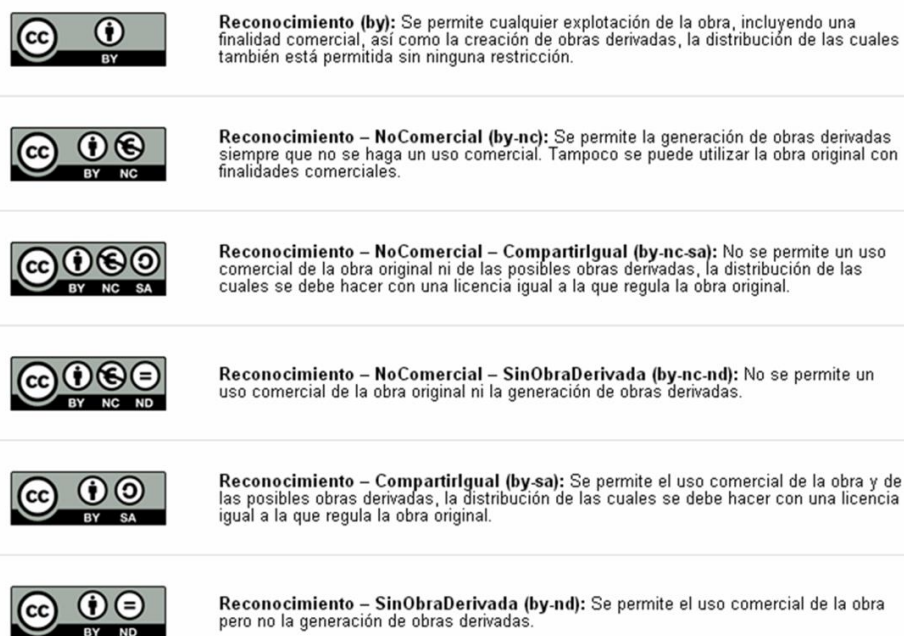 cc
BY
Reconocimiento (by): Se permite cualquier explotación de la obra, incluyendo una
finalidad comercial, así como la creación de obras derivadas, la distribución de las cuales
también está permitida sin ninguna restricción.
cc
BY NC
Reconocimiento – NoComercial (by-nc): Se permite la generación de obras derivadas
siempre que no se haga un uso comercial. Tampoco se puede utilizar la obra original con
finalidades comerciales.
cc
BY NC SA
Reconocimiento – NoComercial – CompartirIgual (by-nc-sa): No se permite un uso
comercial de la obra original ni de las posibles obras derivadas, la distribución de las
cuales se debe hacer con una licencia igual a la que regula la obra original.
cc
BY NC ND
Reconocimiento – NoComercial – SinObraDerivada (by-nc-nd): No se permite un
uso comercial de la obra original ni la generación de obras derivadas.
cc
BY SA
Reconocimiento – CompartirIgual (by-sa): Se permite el uso comercial de la obra y de
las posibles obras derivadas, la distribución de las cuales se debe hacer con una licencia
igual a la que regula la obra original.
cc
BY ND
Reconocimiento – SinObraDerivada (by-nd): Se permite el uso comercial de la obra
pero no la generación de obras derivadas.